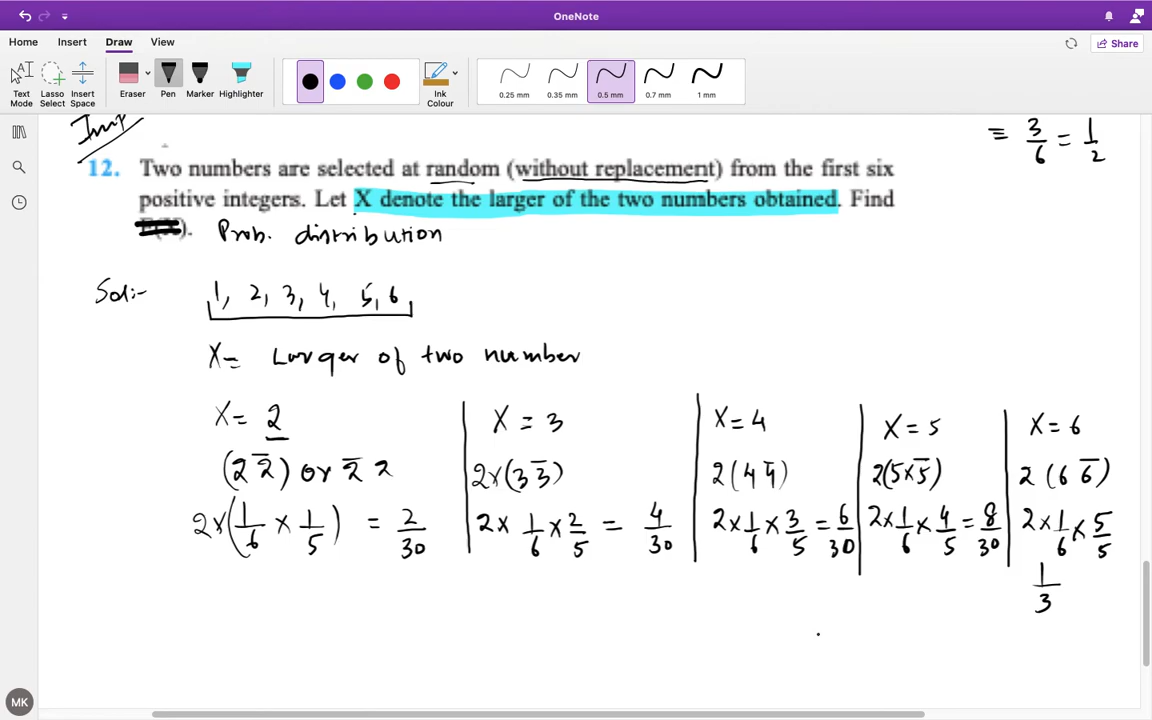 OneNote
Home Insert Draw View
Share
Text Mode
Lasso Select
Insert Space
Eraser
Pen
Marker
Highlighter
Ink Colour
0.25 mm
0.35 mm
0.5 mm
0.7 mm
1 mm
Imp
= 3/6 = 1/2
12. Two numbers are selected at random (without replacement) from the first six
positive integers. Let X denote the larger of the two numbers obtained. Find
Prob. distribution
Sol:- 1, 2, 3, 4, 5, 6
X = Larger of two number
X = 2
(2 2̄) or 2̄ 2
2×(1/6 × 1/5) = 2/30
X = 3
2×(3 3̄)
2× 1/6 × 2/5 = 4/30
X = 4
2(4 4̄)
2×1/6 × 3/5 = 6/30
X = 5
2(5×5̄)
2×1/6 × 4/5 = 8/30
X = 6
2 (6 6̄)
2×1/6 × 5/5
1/3
MK